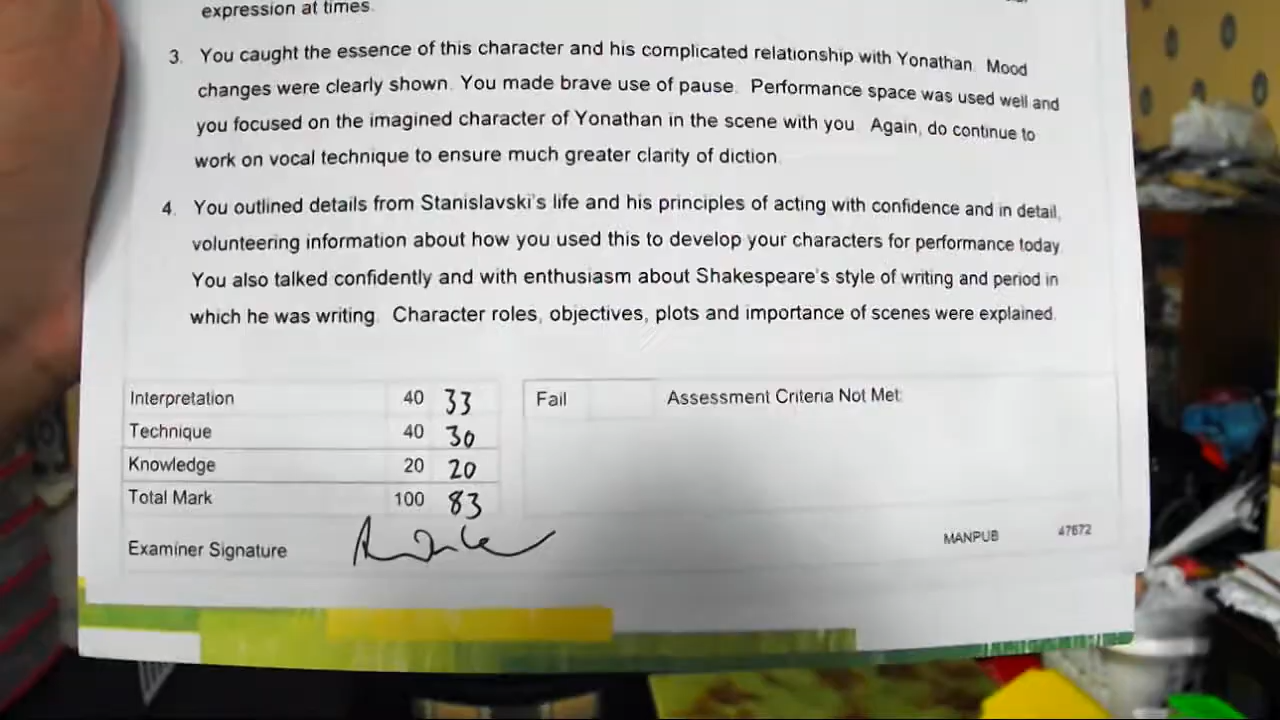 expression at times.
3. You caught the essence of this character and his complicated relationship with Yonathan. Mood
changes were clearly shown. You made brave use of pause. Performance space was used well and
you focused on the imagined character of Yonathan in the scene with you. Again, do continue to
work on vocal technique to ensure much greater clarity of diction.
4. You outlined details from Stanislavski's life and his principles of acting with confidence and in detail,
volunteering information about how you used this to develop your characters for performance today.
You also talked confidently and with enthusiasm about Shakespeare's style of writing and period in
which he was writing. Character roles, objectives, plots and importance of scenes were explained.
Interpretation 40 33
Technique 40 30
Knowledge 20 20
Total Mark 100 83
Fail Assessment Criteria Not Met:
Examiner Signature
MANPUB 47672